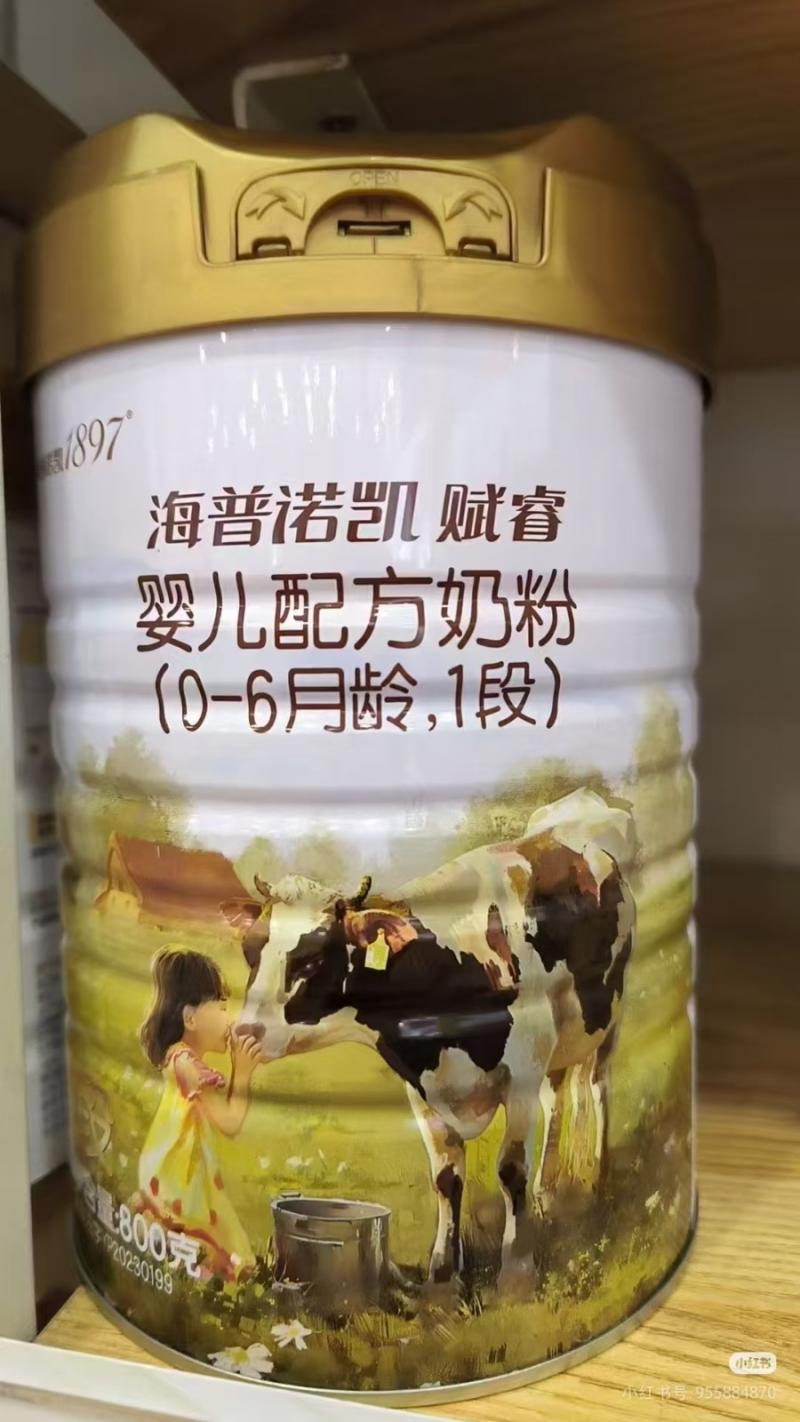 OPEN
1897®
海普诺凯 赋睿
婴儿配方奶粉
(0-6月龄,1段)
量:800克
20230199
小红书
小红书号 955884870